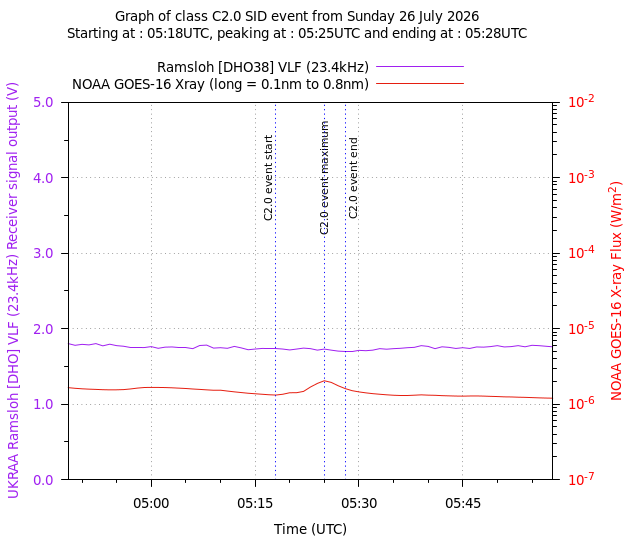 Graph of class C2.0 SID event from Sunday 26 July 2026
Starting at : 05:18UTC, peaking at : 05:25UTC and ending at : 05:28UTC
Ramsloh [DHO38] VLF (23.4kHz)
NOAA GOES-16 Xray (long = 0.1nm to 0.8nm)
UKRAA Ramsloh [DHO] VLF (23.4kHz) Receiver signal output (V)
5.0
4.0
3.0
2.0
1.0
0.0
C2.0 event start
C2.0 event maximum
C2.0 event end
10⁻²
10⁻³
10⁻⁴
10⁻⁵
10⁻⁶
10⁻⁷
NOAA GOES-16 X-ray Flux (W/m²)
05:00 05:15 05:30 05:45
Time (UTC)